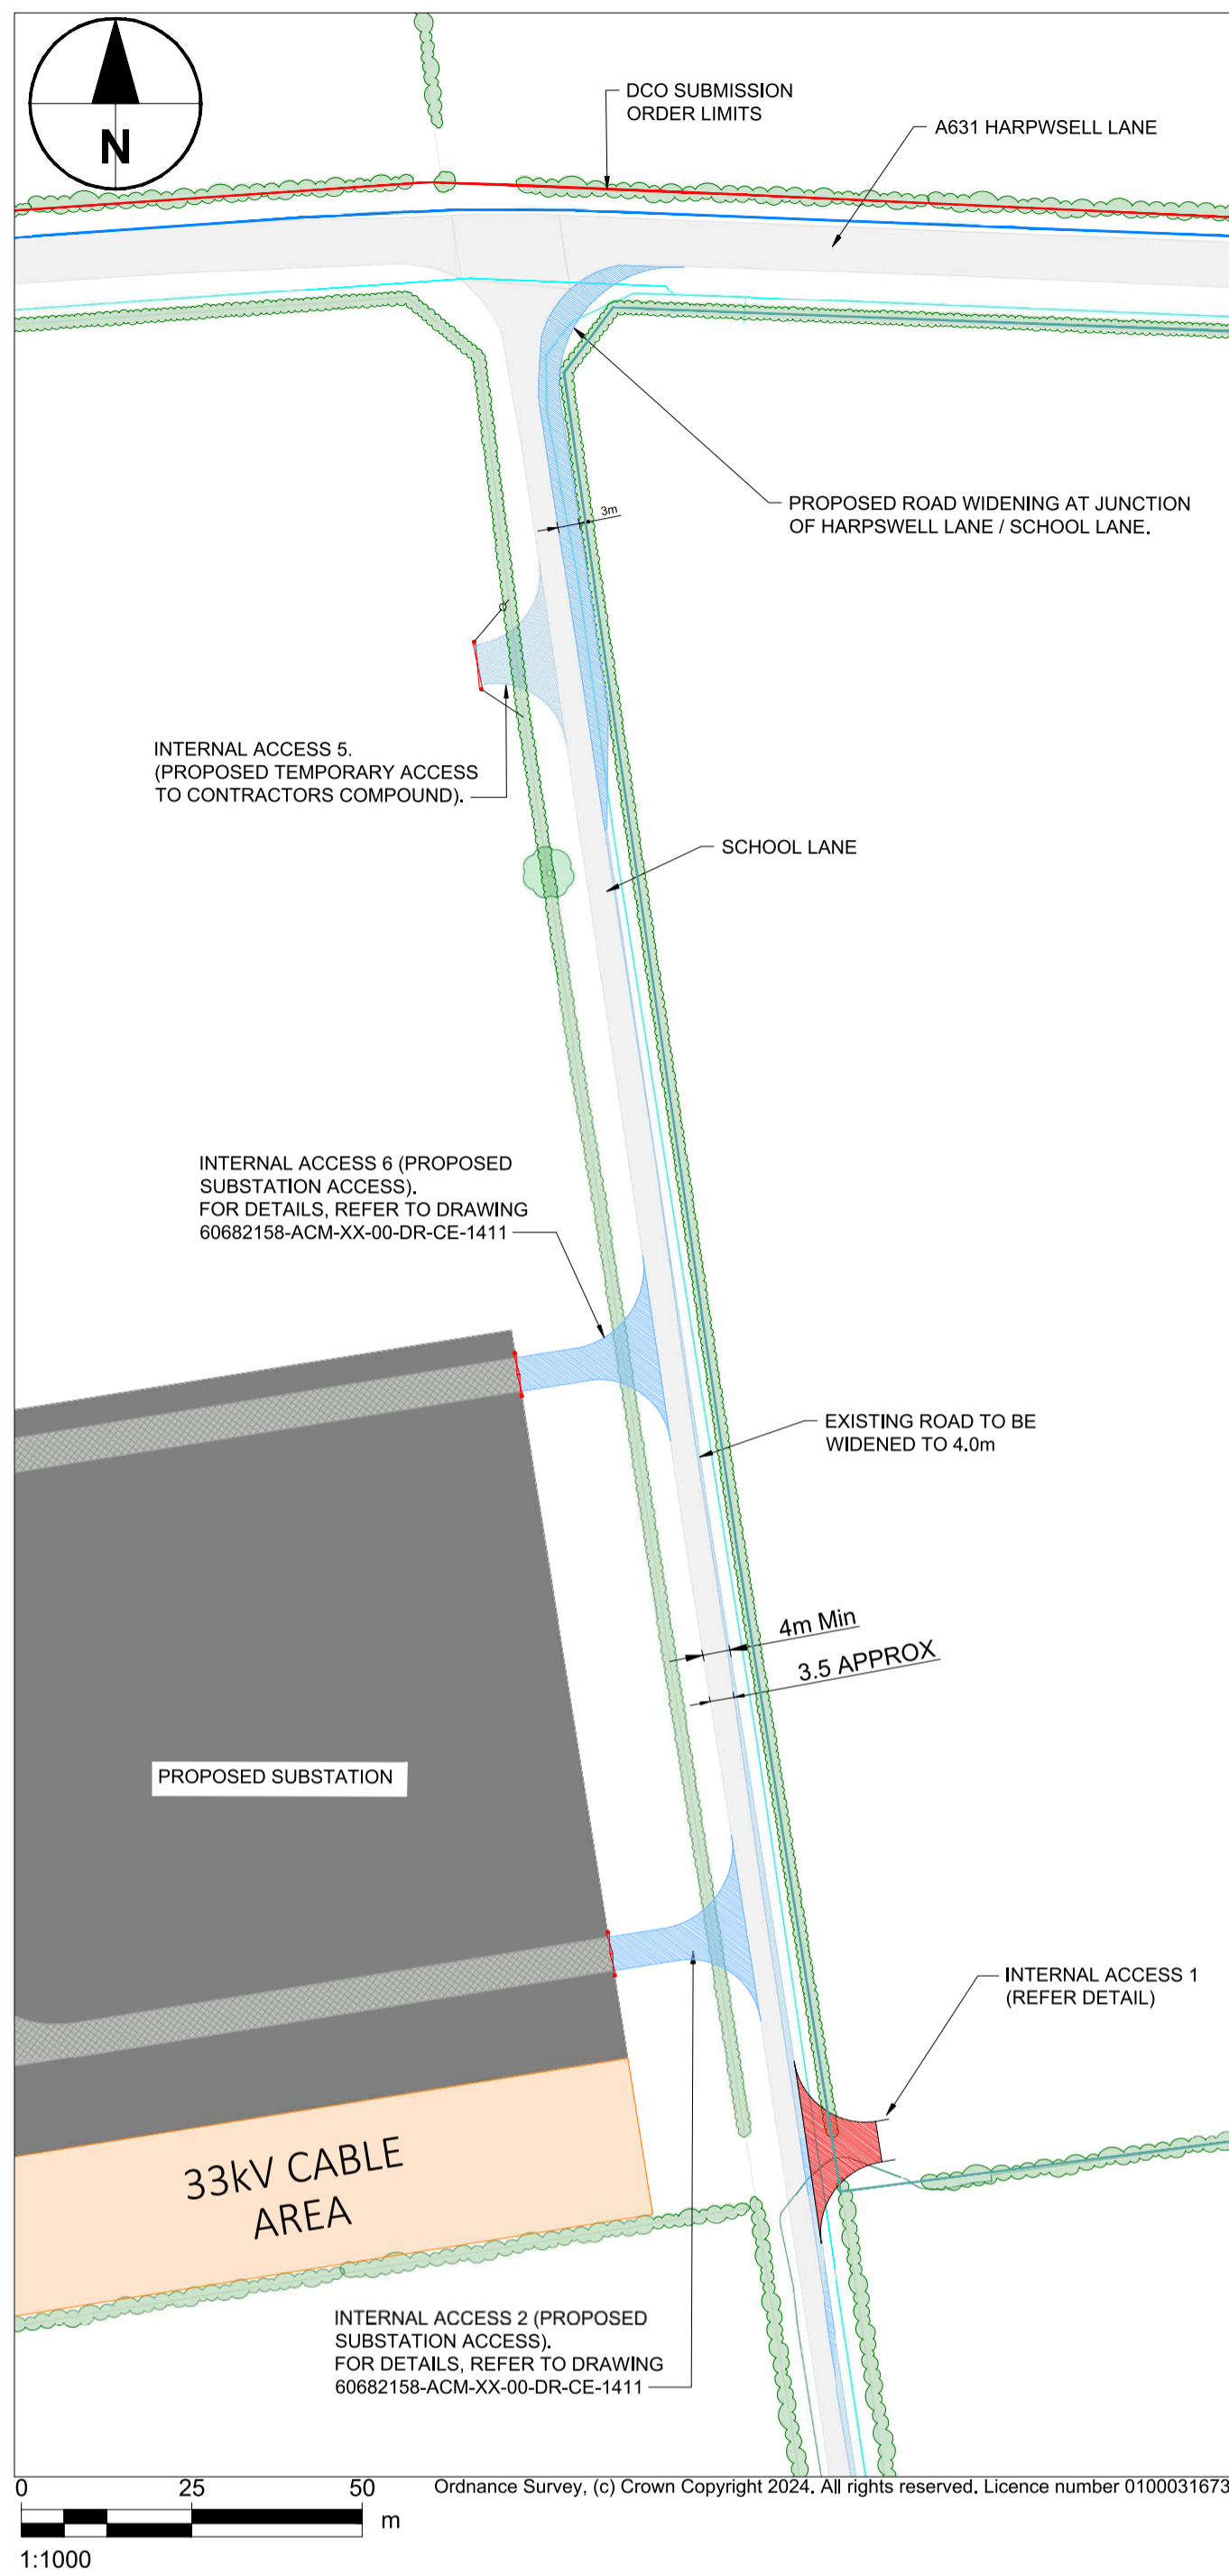 N
DCO SUBMISSION
ORDER LIMITS
A631 HARPWSELL LANE
PROPOSED ROAD WIDENING AT JUNCTION
OF HARPSWELL LANE / SCHOOL LANE.
3m
INTERNAL ACCESS 5.
(PROPOSED TEMPORARY ACCESS
TO CONTRACTORS COMPOUND).
SCHOOL LANE
INTERNAL ACCESS 6 (PROPOSED
SUBSTATION ACCESS).
FOR DETAILS, REFER TO DRAWING
60682158-ACM-XX-00-DR-CE-1411
EXISTING ROAD TO BE
WIDENED TO 4.0m
4m Min
3.5 APPROX
PROPOSED SUBSTATION
INTERNAL ACCESS 1
(REFER DETAIL)
33kV CABLE
AREA
INTERNAL ACCESS 2 (PROPOSED
SUBSTATION ACCESS).
FOR DETAILS, REFER TO DRAWING
60682158-ACM-XX-00-DR-CE-1411
0 25 50
Ordnance Survey, (c) Crown Copyright 2024. All rights reserved. Licence number 0100031673
m
1:1000